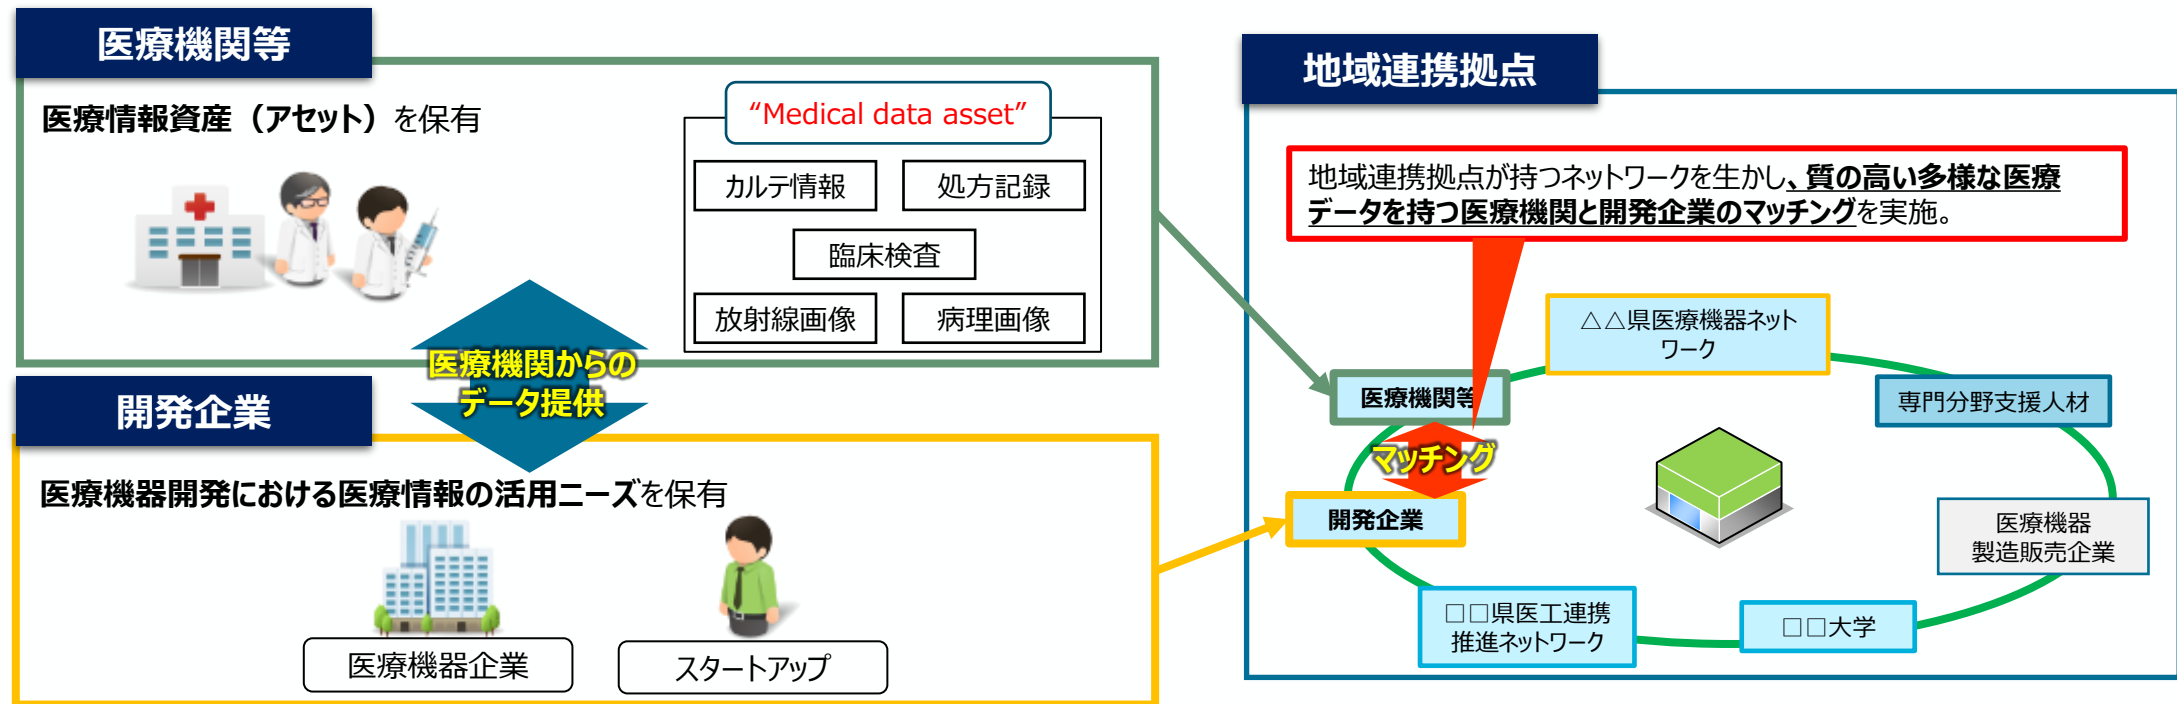 医療機関等
医療情報資産（アセット）を保有
“Medical data asset”
カルテ情報
処方記録
臨床検査
放射線画像
病理画像
医療機関からの
データ提供
開発企業
医療機器開発における医療情報の活用ニーズを保有
医療機器企業
スタートアップ
地域連携拠点
地域連携拠点が持つネットワークを生かし、質の高い多様な医療
データを持つ医療機関と開発企業のマッチングを実施。
△△県医療機器ネット
ワーク
医療機関等
専門分野支援人材
マッチング
開発企業
医療機器
製造販売企業
□□県医工連携
推進ネットワーク
□□大学